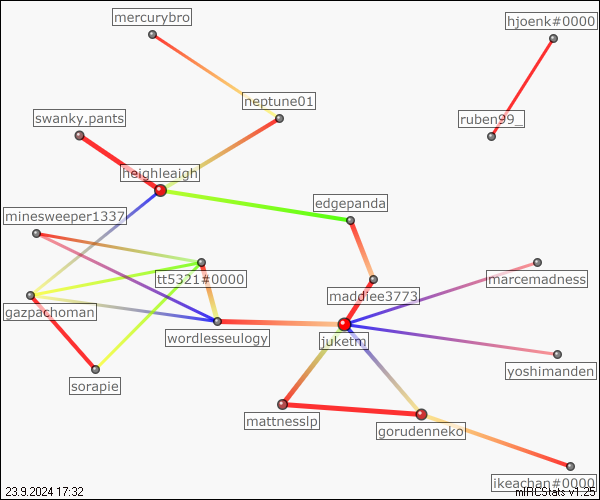 mercurybro
hjoenk#0000
neptune01
swanky.pants
ruben99_
heighleaigh
edgepanda
minesweeper1337
tt5321#0000
marcemadness
maddiee3773
gazpachoman
wordlesseulogy
juketn
yoshimanden
sorapie
mattnesslp
gorudenneko
ikeachan#0000
23.9.2024 17:32
mIRCStats v1.25